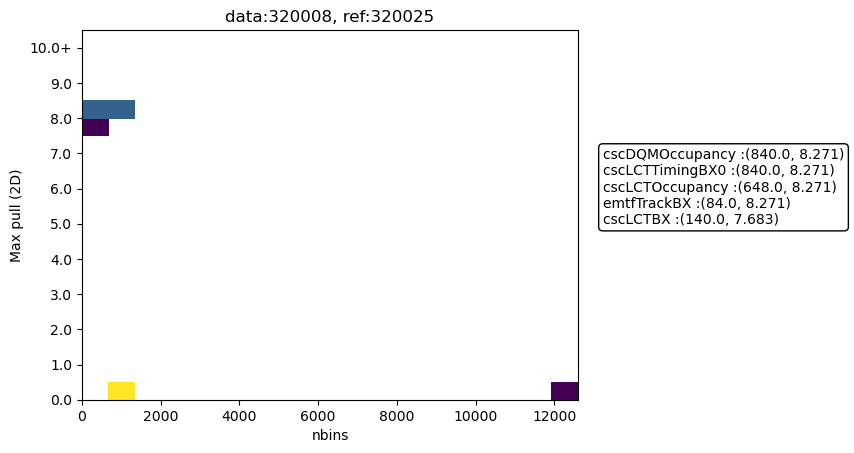 data:320008, ref:320025
10.0+
9.0
8.0
7.0
6.0
5.0
4.0
3.0
2.0
1.0
0.0
Max pull (2D)
0 2000 4000 6000 8000 10000 12000
nbins
cscDQMOccupancy :(840.0, 8.271)
cscLCTTimingBX0 :(840.0, 8.271)
cscLCTOccupancy :(648.0, 8.271)
emtfTrackBX :(84.0, 8.271)
cscLCTBX :(140.0, 7.683)